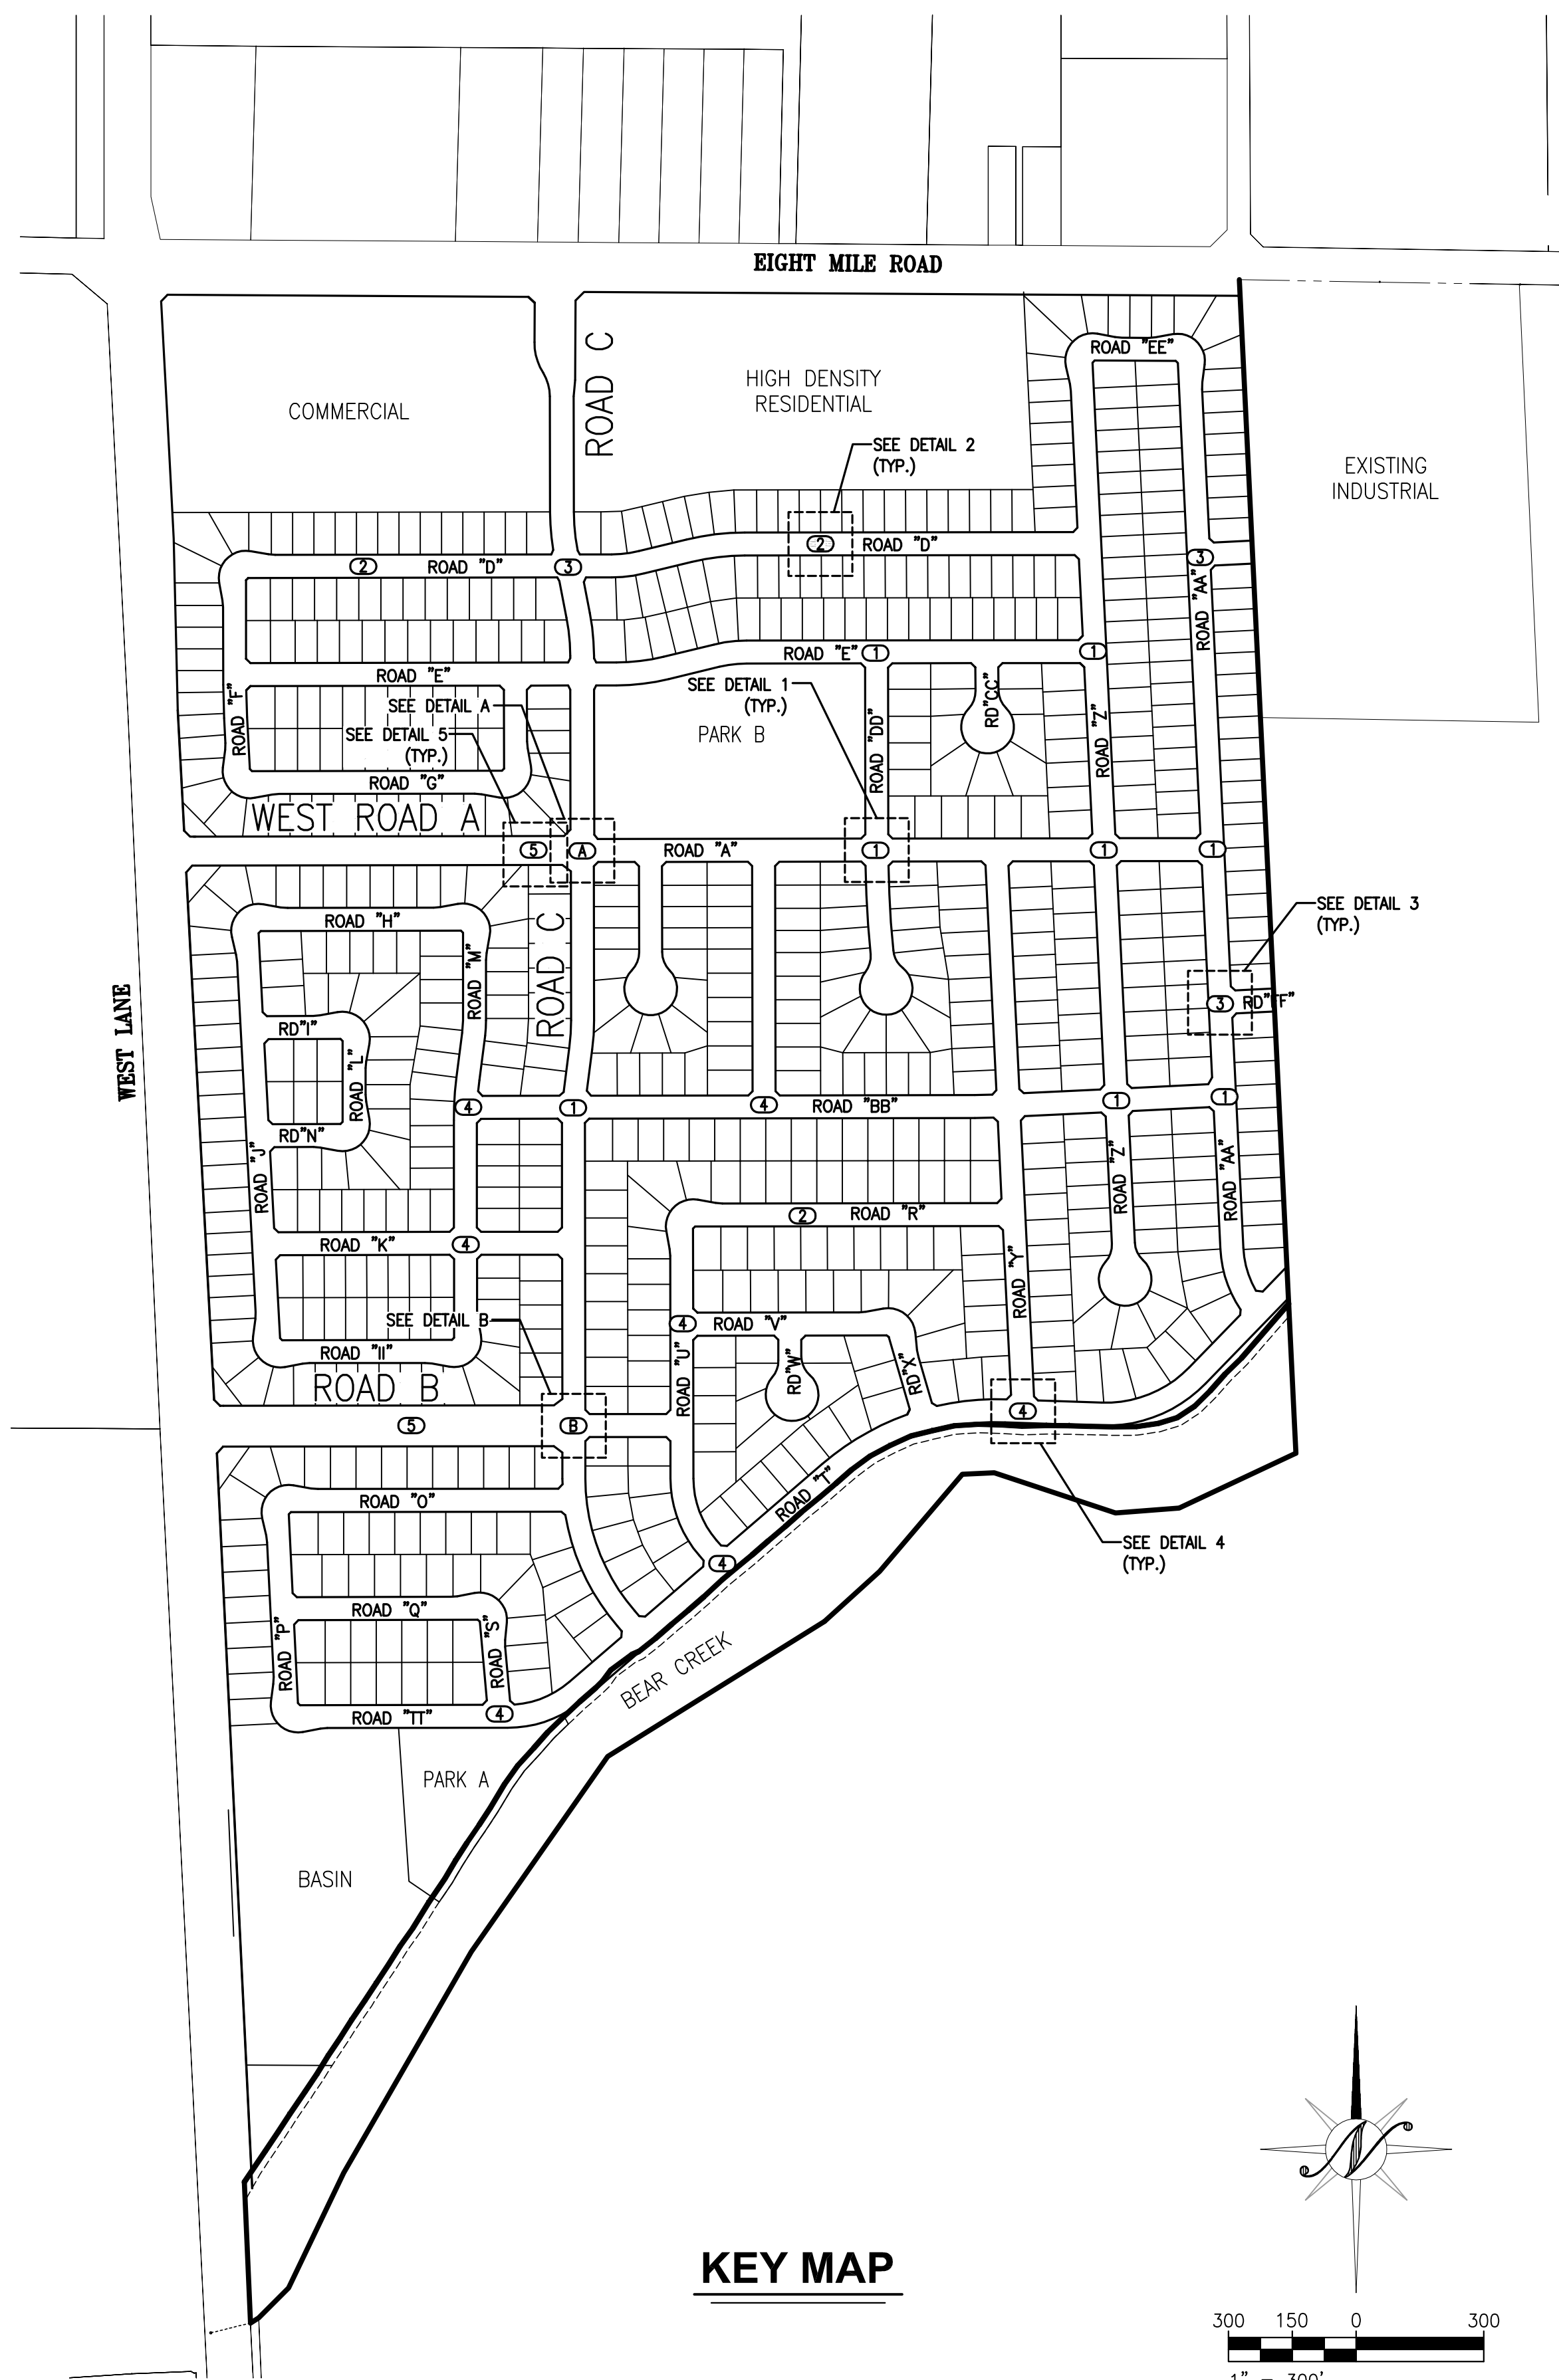 EIGHT MILE ROAD
ROAD "EE"
ROAD C
HIGH DENSITY
RESIDENTIAL
COMMERCIAL
SEE DETAIL 2
(TYP.)
EXISTING
INDUSTRIAL
2
ROAD "D"
3
2
ROAD "D"
3
ROAD "AA"
ROAD "E"
1
1
ROAD "E"
SEE DETAIL 1
(TYP.)
RD"CC"
ROAD "F"
SEE DETAIL A
PARK B
ROAD "DD"
ROAD "Z"
SEE DETAIL 5
(TYP.)
ROAD "G"
WEST ROAD A
5
A
ROAD "A"
1
1
1
SEE DETAIL 3
(TYP.)
ROAD "H"
ROAD "M"
ROAD C
WEST LANE
3
RD"FF"
RD"I"
ROAD "L"
4
1
4
ROAD "BB"
1
1
RD"N"
ROAD "J"
ROAD "Z"
ROAD "AA"
2
ROAD "R"
ROAD "K"
4
ROAD "Y"
SEE DETAIL B
4
ROAD "V"
ROAD "II"
ROAD "U"
RD"W"
RD"X"
ROAD B
5
B
4
ROAD "O"
ROAD "T"
SEE DETAIL 4
(TYP.)
4
ROAD "Q"
ROAD "P"
ROAD "S"
BEAR CREEK
ROAD "TT"
4
PARK A
BASIN
N
KEY MAP
300 150 0 300
1" = 300'